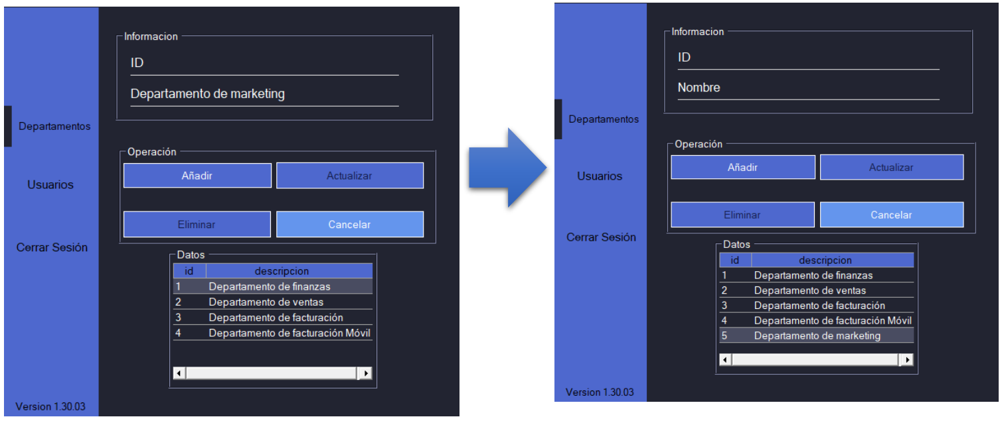 Informacion
ID
Departamento de marketing
Departamentos
Operación
Añadir Actualizar
Usuarios
Eliminar Cancelar
Cerrar Sesión
Datos
id descripcion
1 Departamento de finanzas
2 Departamento de ventas
3 Departamento de facturación
4 Departamento de facturación Móvil
Version 1.30.03
Informacion
ID
Nombre
Departamentos
Operación
Añadir Actualizar
Usuarios
Eliminar Cancelar
Cerrar Sesión
Datos
id descripcion
1 Departamento de finanzas
2 Departamento de ventas
3 Departamento de facturación
4 Departamento de facturación Móvil
5 Departamento de marketing
Version 1.30.03